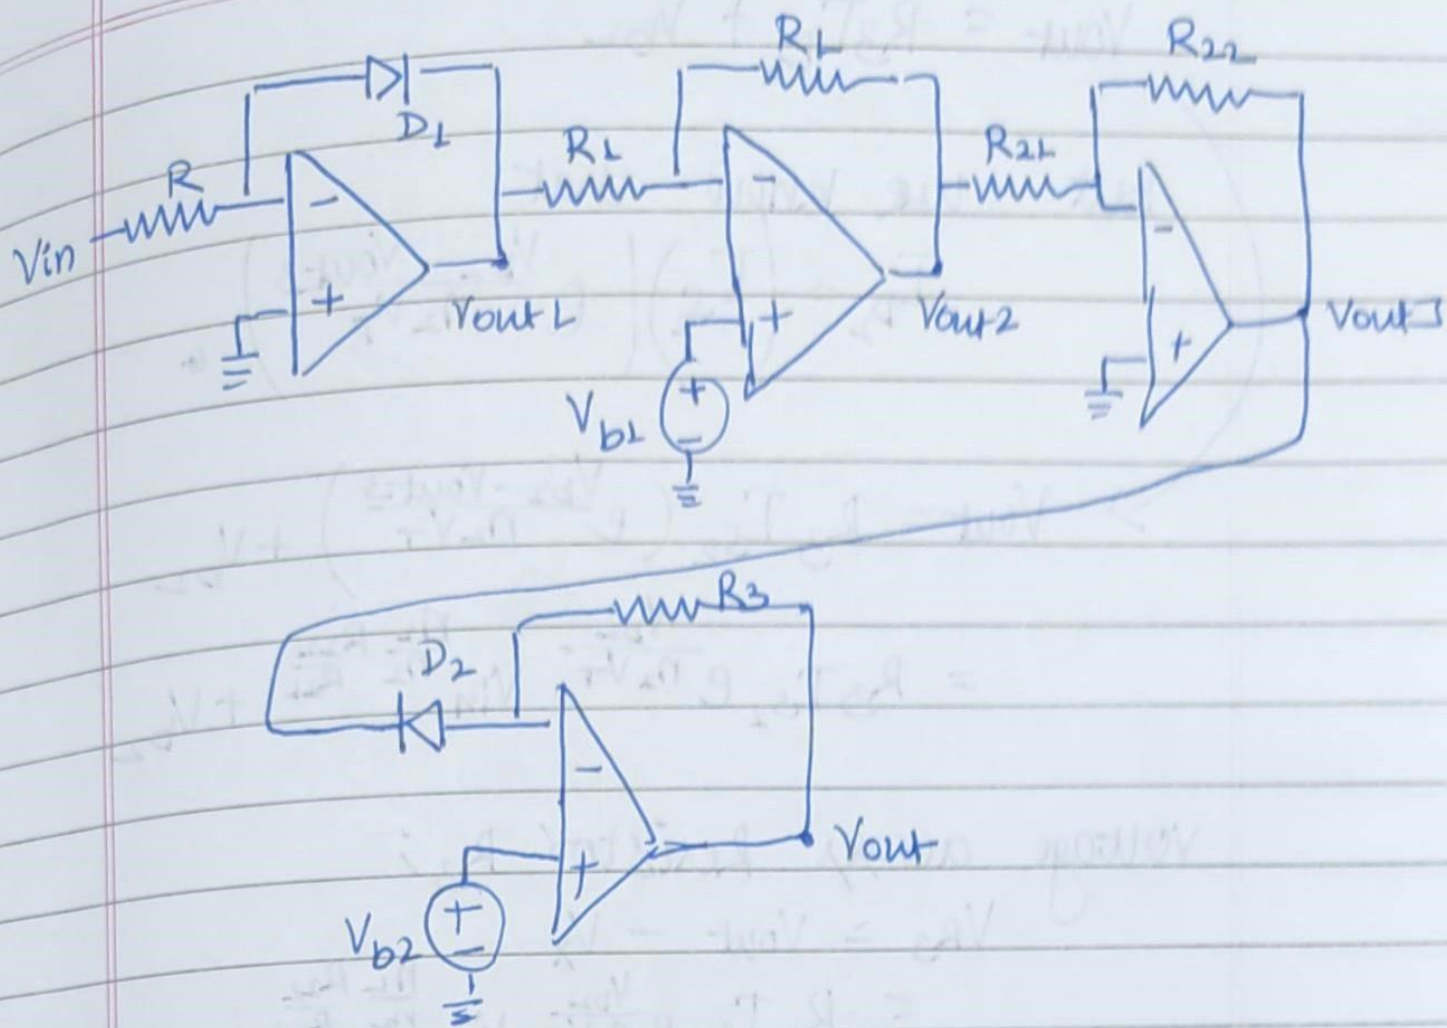 R1
R22
D1
R1
R21
R
Vin
-
-
-
+
+
+
Vout1
Vout2
Vout3
Vb1
+
-
R3
D2
-
+
Vout
Vb2
+
-